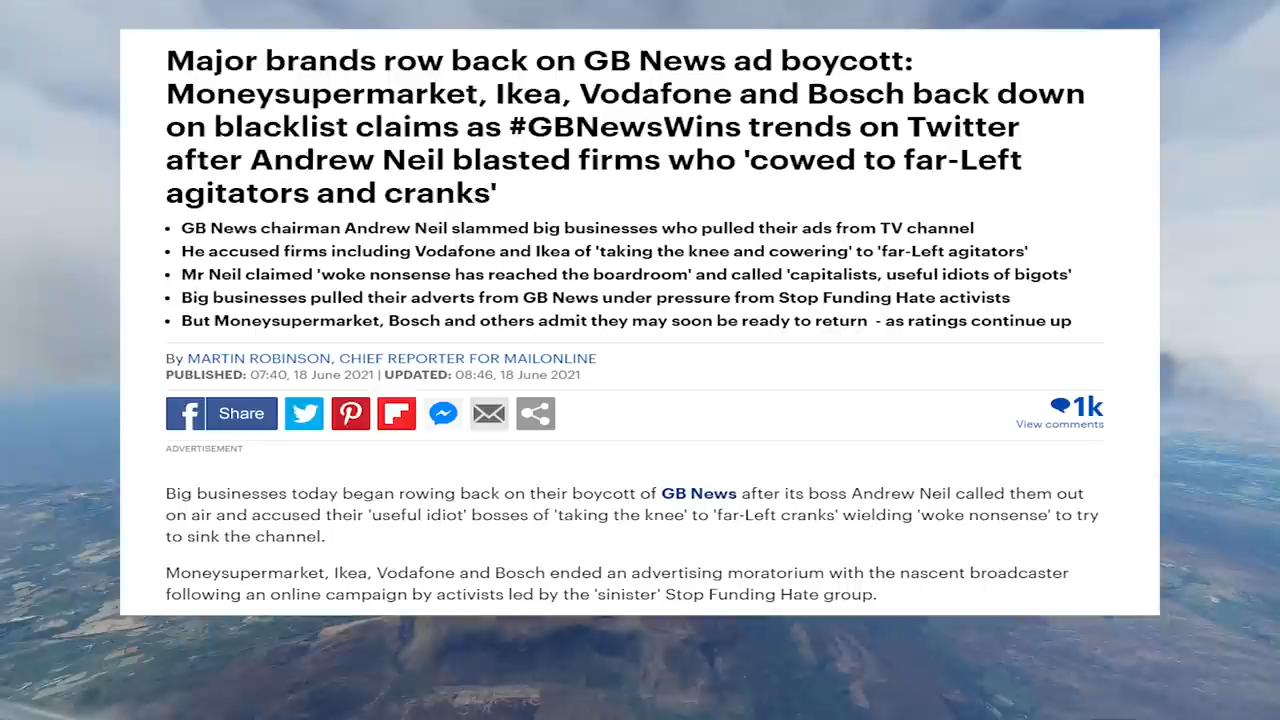 Major brands row back on GB News ad boycott:
Moneysupermarket, Ikea, Vodafone and Bosch back down
on blacklist claims as #GBNewsWins trends on Twitter
after Andrew Neil blasted firms who 'cowed to far-Left
agitators and cranks'
• GB News chairman Andrew Neil slammed big businesses who pulled their ads from TV channel
• He accused firms including Vodafone and Ikea of 'taking the knee and cowering' to 'far-Left agitators'
• Mr Neil claimed 'woke nonsense has reached the boardroom' and called 'capitalists, useful idiots of bigots'
• Big businesses pulled their adverts from GB News under pressure from Stop Funding Hate activists
• But Moneysupermarket, Bosch and others admit they may soon be ready to return - as ratings continue up
By MARTIN ROBINSON, CHIEF REPORTER FOR MAILONLINE
PUBLISHED: 07:40, 18 June 2021 | UPDATED: 08:46, 18 June 2021
Share
1k
View comments
ADVERTISEMENT
Big businesses today began rowing back on their boycott of GB News after its boss Andrew Neil called them out
on air and accused their 'useful idiot' bosses of 'taking the knee' to 'far-Left cranks' wielding 'woke nonsense' to try
to sink the channel.
Moneysupermarket, Ikea, Vodafone and Bosch ended an advertising moratorium with the nascent broadcaster
following an online campaign by activists led by the 'sinister' Stop Funding Hate group.